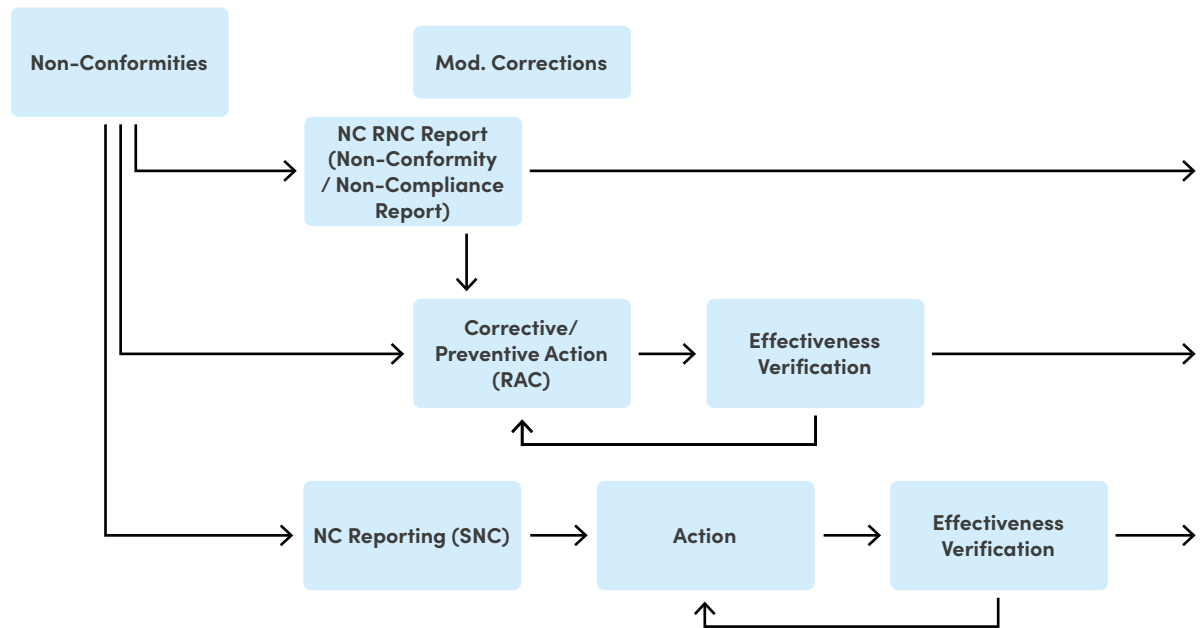 Non-Conformities
Mod. Corrections
NC RNC Report
(Non-Conformity
/ Non-Compliance
Report)
Corrective/
Preventive Action
(RAC)
Effectiveness
Verification
NC Reporting (SNC)
Action
Effectiveness
Verification